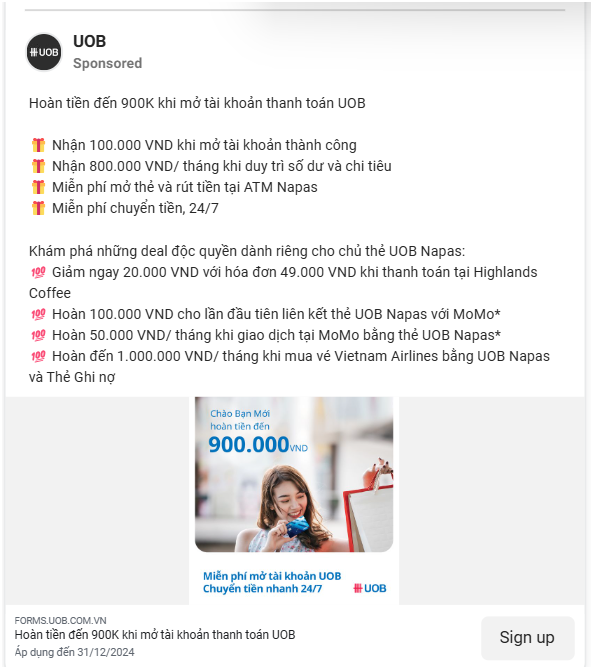 UOB
UOB
Sponsored
Hoàn tiền đến 900K khi mở tài khoản thanh toán UOB
🎁 Nhận 100.000 VND khi mở tài khoản thành công
🎁 Nhận 800.000 VND/ tháng khi duy trì số dư và chi tiêu
🎁 Miễn phí mở thẻ và rút tiền tại ATM Napas
🎁 Miễn phí chuyển tiền, 24/7
Khám phá những deal độc quyền dành riêng cho chủ thẻ UOB Napas:
💯 Giảm ngay 20.000 VND với hóa đơn 49.000 VND khi thanh toán tại Highlands
Coffee
💯 Hoàn 100.000 VND cho lần đầu tiên liên kết thẻ UOB Napas với MoMo*
💯 Hoàn 50.000 VND/ tháng khi giao dịch tại MoMo bằng thẻ UOB Napas*
💯 Hoàn đến 1.000.000 VND/ tháng khi mua vé Vietnam Airlines bằng UOB Napas
và Thẻ Ghi nợ
Chào Bạn Mới
hoàn tiền đến
900.000 VND
Miễn phí mở tài khoản UOB
Chuyển tiền nhanh 24/7
UOB
FORMS.UOB.COM.VN
Hoàn tiền đến 900K khi mở tài khoản thanh toán UOB
Áp dụng đến 31/12/2024
Sign up